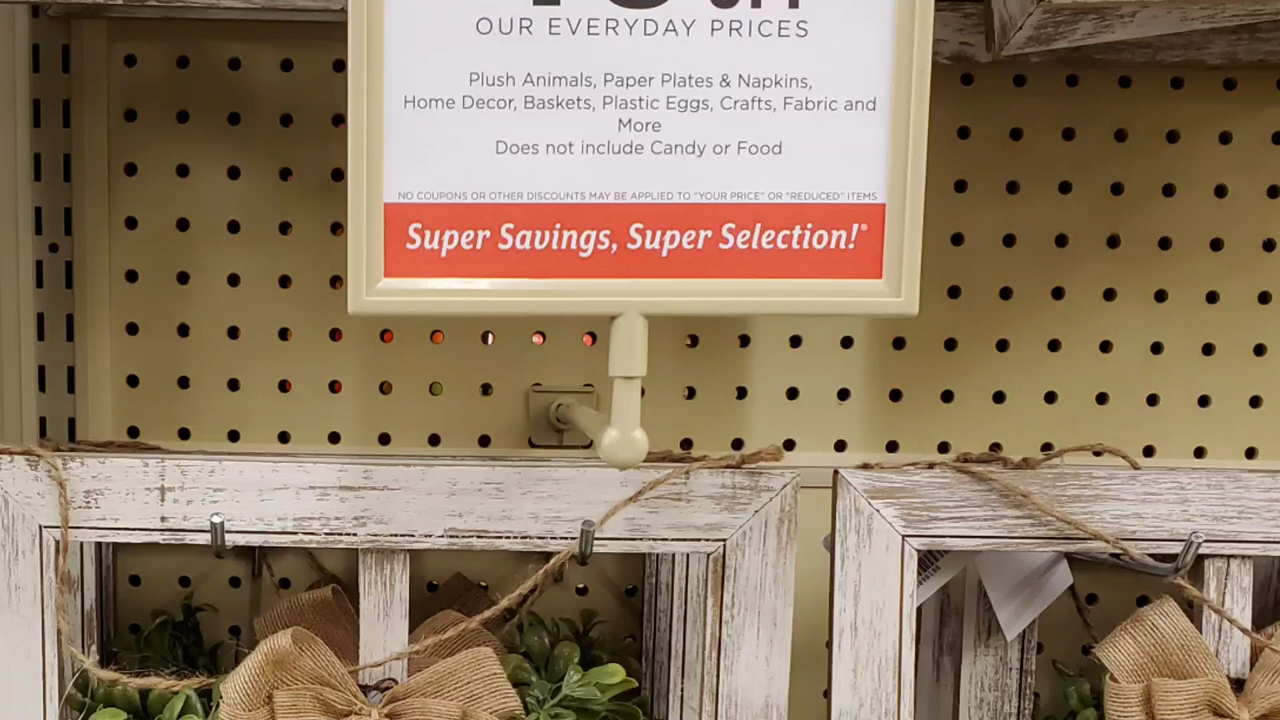 OUR EVERYDAY PRICES
Plush Animals, Paper Plates & Napkins,
Home Decor, Baskets, Plastic Eggs, Crafts, Fabric and
More
Does not include Candy or Food
NO COUPONS OR OTHER DISCOUNTS MAY BE APPLIED TO "YOUR PRICE" OR "REDUCED" ITEMS
Super Savings, Super Selection!®